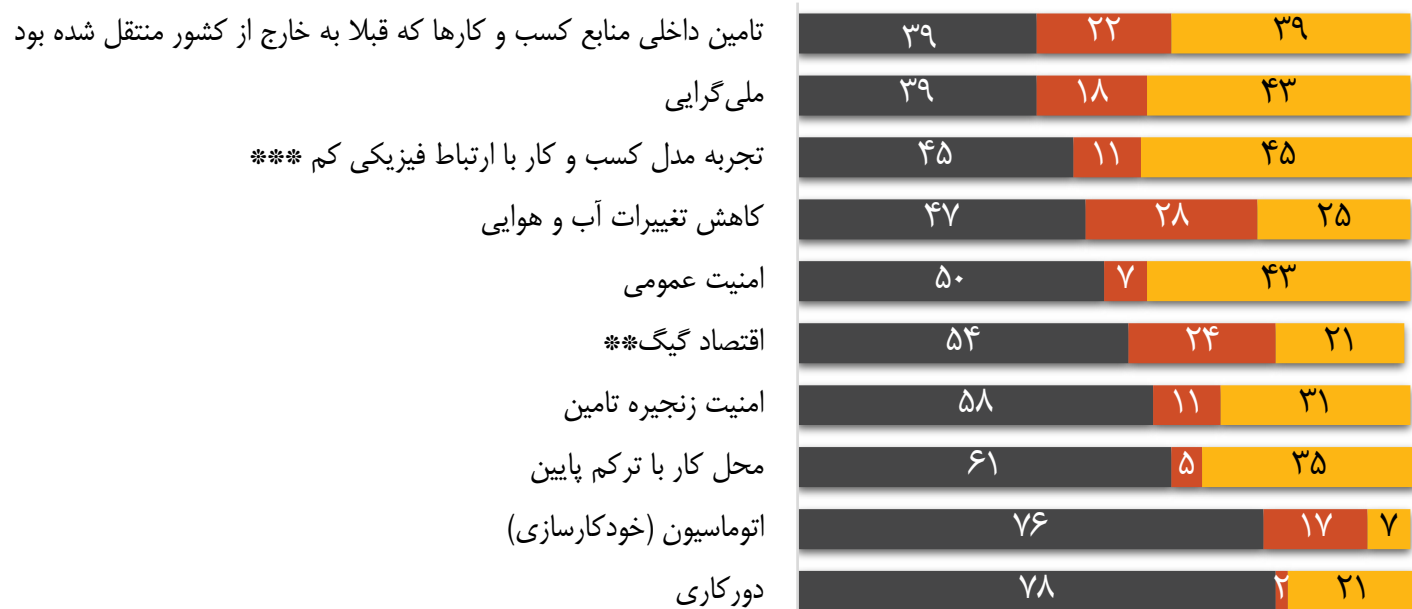 تامین داخلی منابع کسب و کارها که قبلا به خارج از کشور منتقل شده بود ۳۹ ۲۲ ۳۹
ملی‌گرایی ۳۹ ۱۸ ۴۳
تجربه مدل کسب و کار با ارتباط فیزیکی کم *** ۴۵ ۱۱ ۴۵
کاهش تغییرات آب و هوایی ۴۷ ۲۸ ۲۵
امنیت عمومی ۵۰ ۷ ۴۳
اقتصاد گیگ** ۵۴ ۲۴ ۲۱
امنیت زنجیره تامین ۵۸ ۱۱ ۳۱
محل کار با ترکم پایین ۶۱ ۵ ۳۵
اتوماسیون (خودکارسازی) ۷۶ ۱۷ ۷
دورکاری ۷۸ ۲ ۲۱